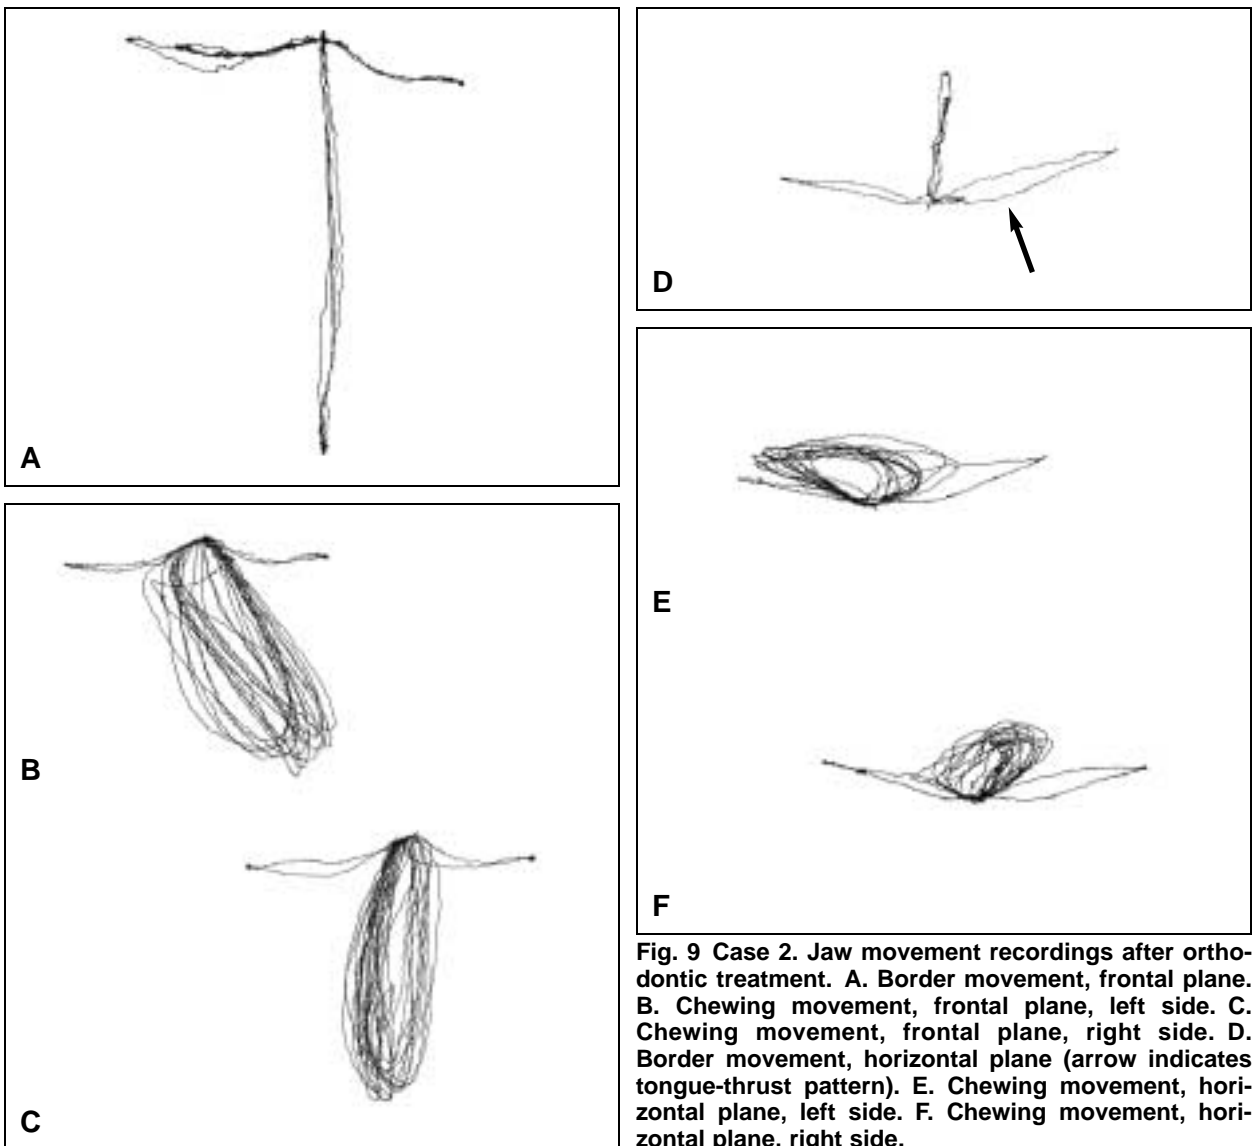 A
B
C
D
E
F
Fig. 9 Case 2. Jaw movement recordings after ortho-
dontic treatment. A. Border movement, frontal plane.
B. Chewing movement, frontal plane, left side. C.
Chewing movement, frontal plane, right side. D.
Border movement, horizontal plane (arrow indicates
tongue-thrust pattern). E. Chewing movement, hori-
zontal plane, left side. F. Chewing movement, hori-
zontal plane, right side.